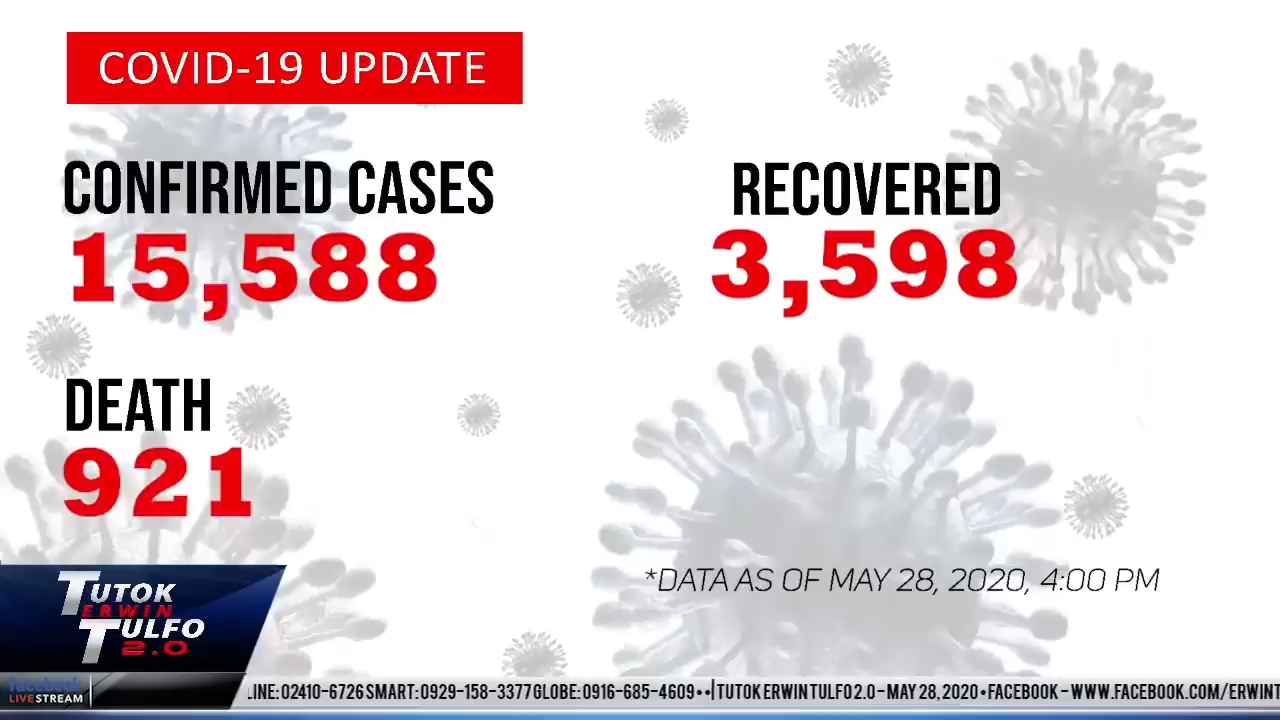 COVID-19 UPDATE
CONFIRMED CASES
15,588
RECOVERED
3,598
DEATH
921
*DATA AS OF MAY 28, 2020, 4:00 PM
TUTOK
ERWIN
TULFO
2.0
facebook
LIVESTREAM
LINE: 02410-6726 SMART: 0929-158-3377 GLOBE: 0916-685-4609 •• | TUTOK ERWIN TULFO 2.0 - MAY 28, 2020 • FACEBOOK - WWW.FACEBOOK.COM/ERWINT